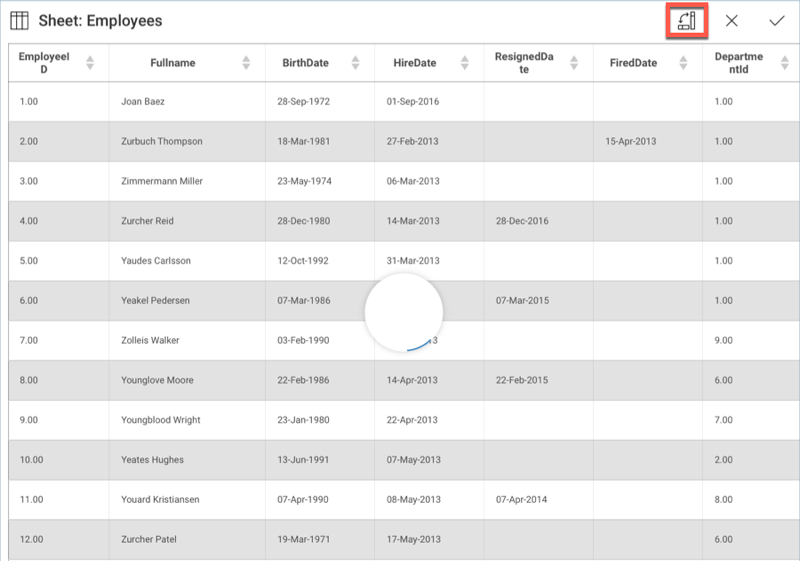 Sheet: Employees
EmployeeI
D
Fullname
BirthDate
HireDate
ResignedDa
te
FiredDate
Departme
ntId
1.00 Joan Baez 28-Sep-1972 01-Sep-2016 1.00
2.00 Zurbuch Thompson 18-Mar-1981 27-Feb-2013 15-Apr-2013 1.00
3.00 Zimmermann Miller 23-May-1974 06-Mar-2013 1.00
4.00 Zurcher Reid 28-Dec-1980 14-Mar-2013 28-Dec-2016 1.00
5.00 Yaudes Carlsson 12-Oct-1992 31-Mar-2013 1.00
6.00 Yeakel Pedersen 07-Mar-1986 07-Mar-2015 1.00
7.00 Zolleis Walker 03-Feb-1990 3 9.00
8.00 Younglove Moore 22-Feb-1986 14-Apr-2013 22-Feb-2015 6.00
9.00 Youngblood Wright 23-Jan-1980 22-Apr-2013 7.00
10.00 Yeates Hughes 13-Jun-1991 07-May-2013 2.00
11.00 Youard Kristiansen 07-Apr-1990 08-May-2013 07-Apr-2014 8.00
12.00 Zurcher Patel 19-Mar-1971 17-May-2013 6.00